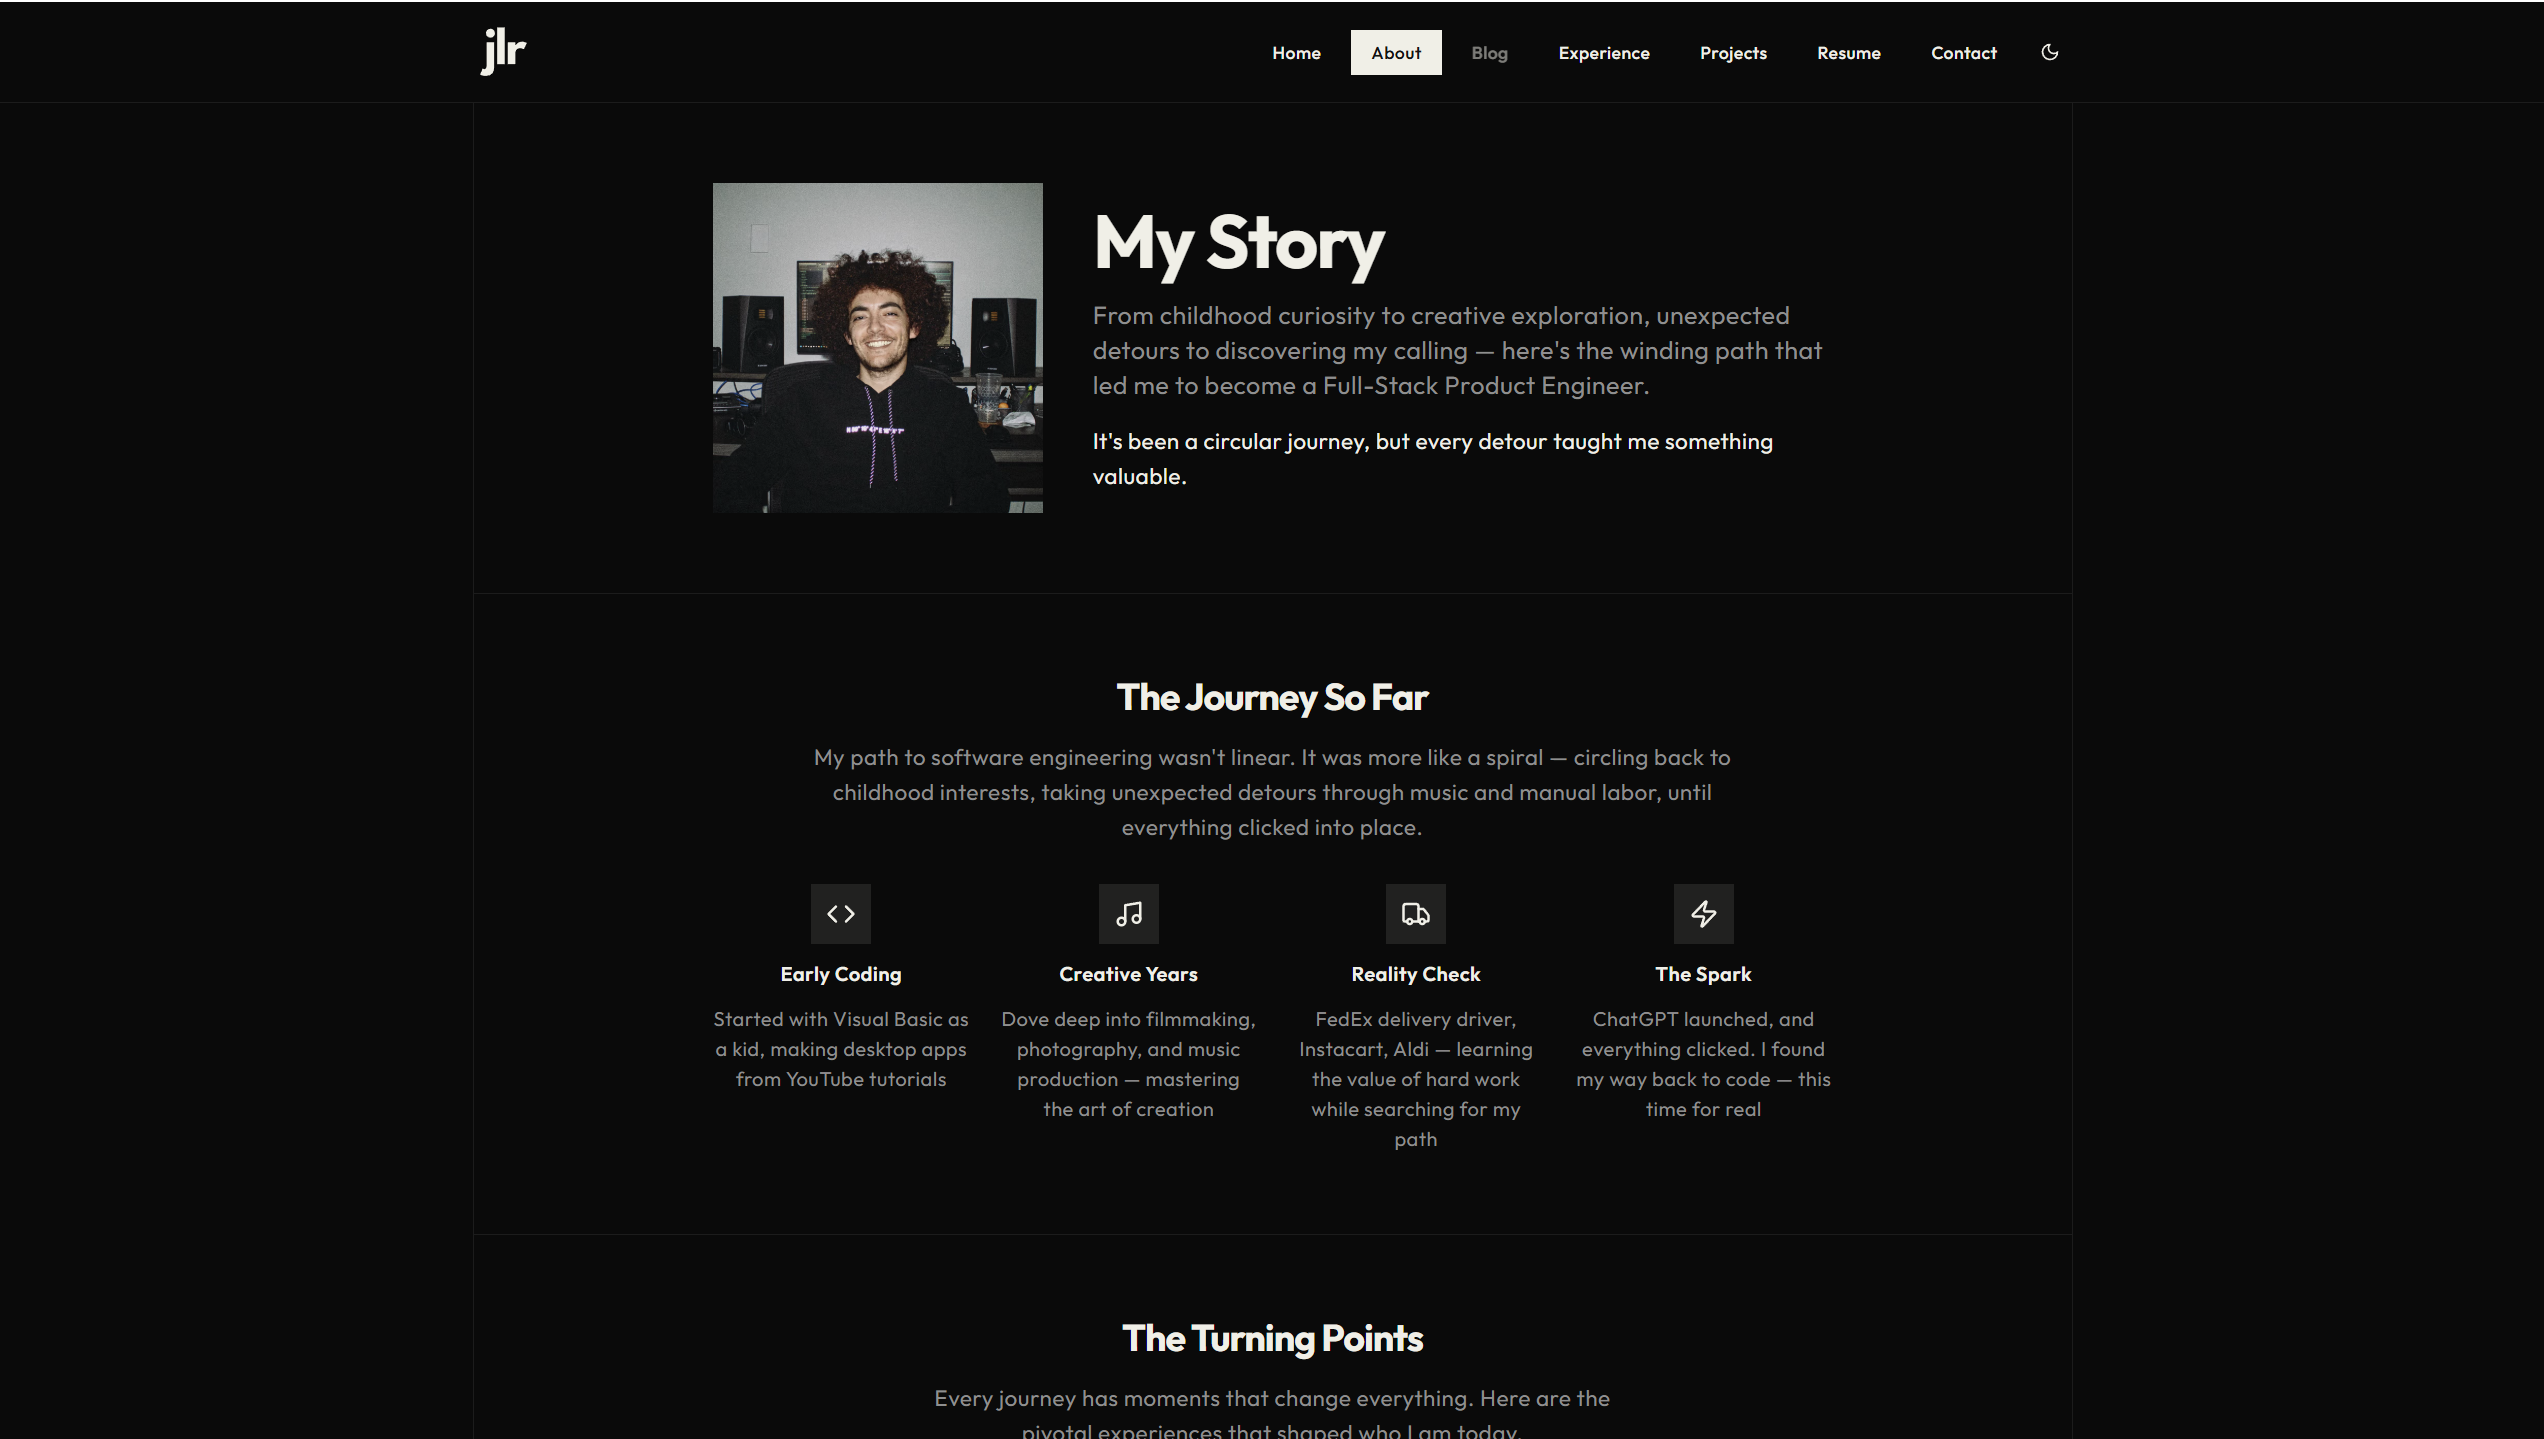 jlr
Home
About
Blog
Experience
Projects
Resume
Contact
My Story
From childhood curiosity to creative exploration, unexpected
detours to discovering my calling — here's the winding path that
led me to become a Full-Stack Product Engineer.
It's been a circular journey, but every detour taught me something
valuable.
The Journey So Far
My path to software engineering wasn't linear. It was more like a spiral — circling back to
childhood interests, taking unexpected detours through music and manual labor, until
everything clicked into place.
Early Coding
Started with Visual Basic as
a kid, making desktop apps
from YouTube tutorials
Creative Years
Dove deep into filmmaking,
photography, and music
production — mastering
the art of creation
Reality Check
FedEx delivery driver,
Instacart, Aldi — learning
the value of hard work
while searching for my
path
The Spark
ChatGPT launched, and
everything clicked. I found
my way back to code — this
time for real
The Turning Points
Every journey has moments that change everything. Here are the
pivotal experiences that shaped who I am today.